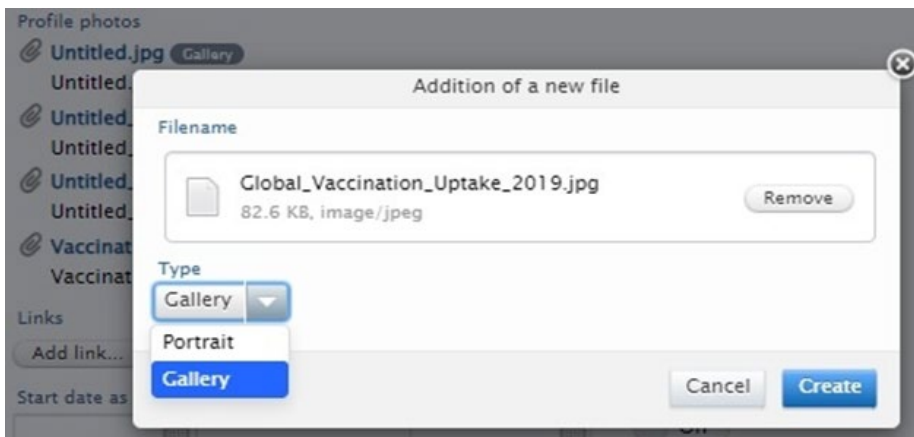 Profile photos
Untitled.jpg Gallery
Untitled.
Addition of a new file
Untitled_
Filename
Untitled_
Global_Vaccination_Uptake_2019.jpg
Untitled_
82.6 KB, image/jpeg
Remove
Untitled_
Vaccinat
Type
Vaccinat
Gallery
Links
Portrait
Add link...
Gallery
Cancel
Create
Start date as